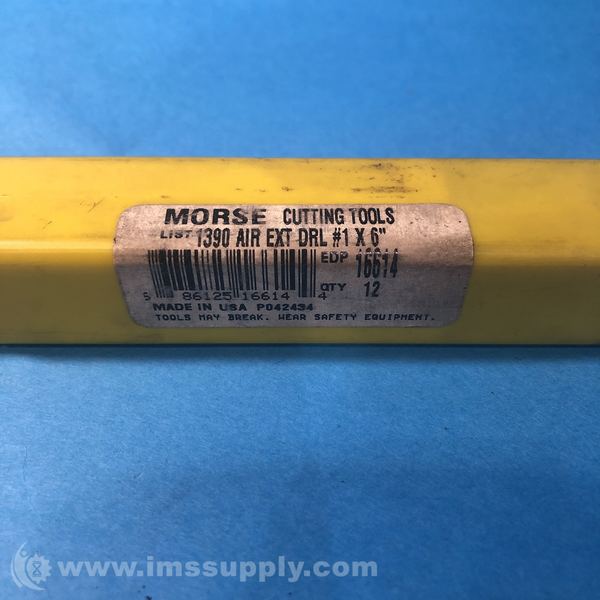 MORSE CUTTING TOOLS
LIST 1390 AIR EXT DRL #1 X 6"
EDP 16614
QTY 12
86125 16614 4
MADE IN USA P042434
TOOLS MAY BREAK. WEAR SAFETY EQUIPMENT.
www.imssupply.com